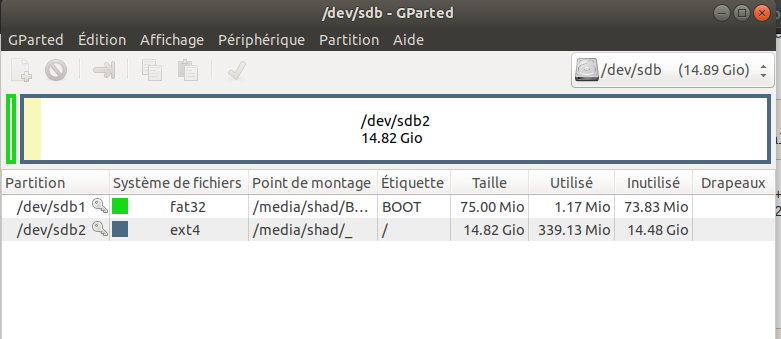 /dev/sdb - GParted
GParted Édition Affichage Périphérique Partition Aide
/dev/sdb (14.89 Gio)
/dev/sdb2
14.82 Gio
Partition Système de fichiers Point de montage Étiquette Taille Utilisé Inutilisé Drapeaux
/dev/sdb1 fat32 /media/shad/B... BOOT 75.00 Mio 1.17 Mio 73.83 Mio
/dev/sdb2 ext4 /media/shad/_ / 14.82 Gio 339.13 Mio 14.48 Gio